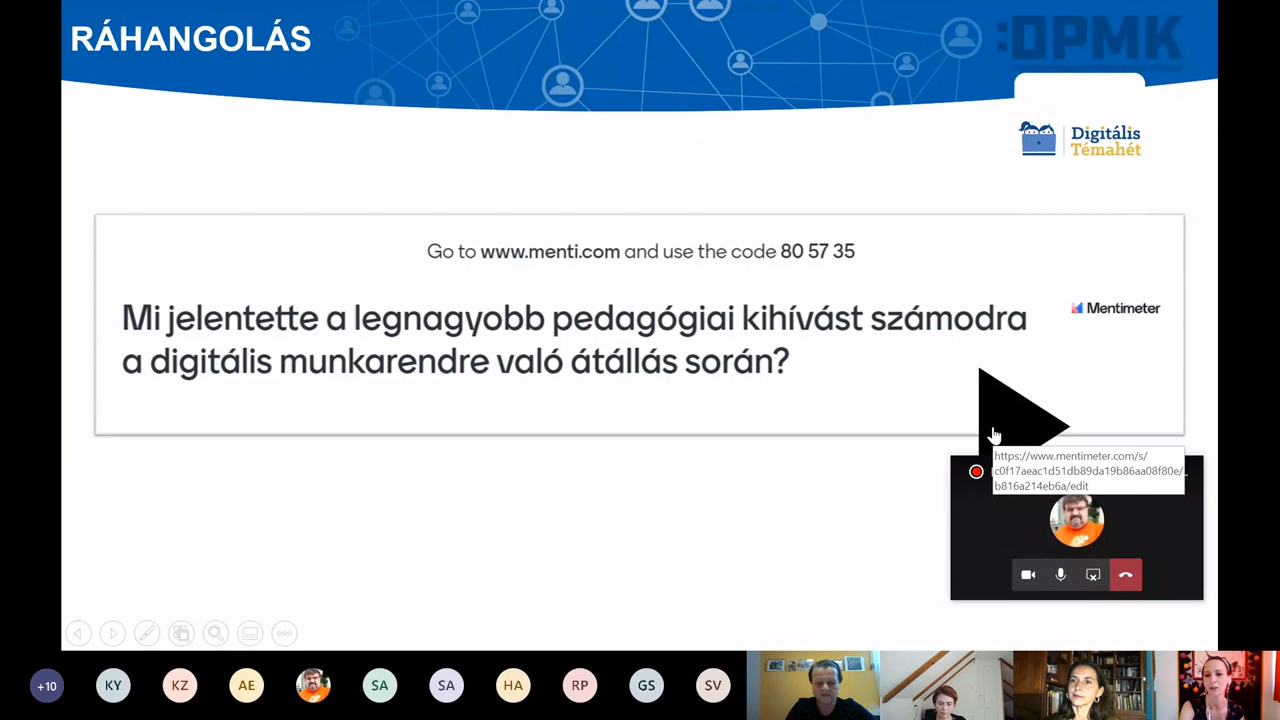 RÁHANGOLÁS
:DPMK
Digitális
Témahét
Go to www.menti.com and use the code 80 57 35
Mi jelentette a legnagyobb pedagógiai kihívást számodra
a digitális munkarendre való átállás során?
Mentimeter
https://www.mentimeter.com/s/
c0f17aeac1d51db89da19b86aa08f80e/
b816a214eb6a/edit
+10
KY
KZ
AE
SA
SA
HA
RP
GS
SV